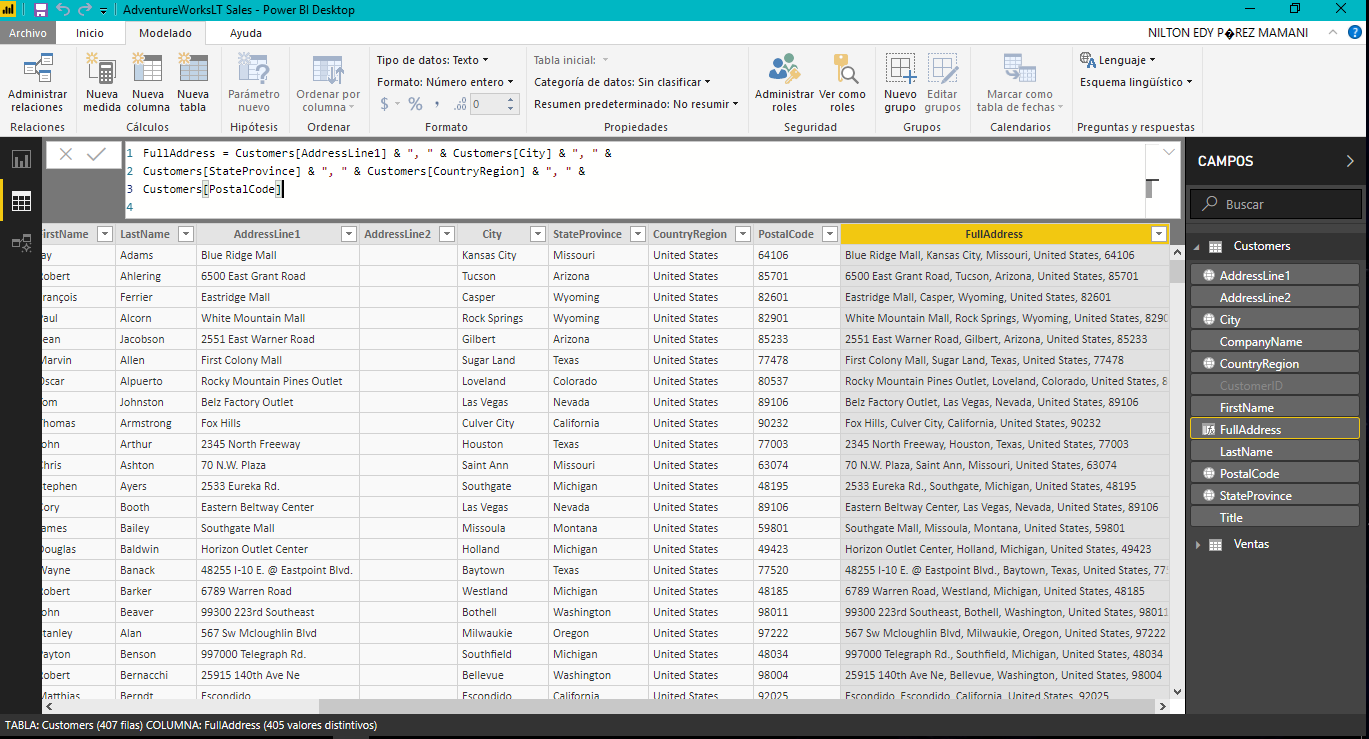 AdventureWorksLT Sales - Power BI Desktop
Archivo Inicio Modelado Ayuda NILTON EDY P�REZ MAMANI
Administrar relaciones
Relaciones
Nueva medida
Nueva columna
Nueva tabla
Cálculos
Parámetro nuevo
Hipótesis
Ordenar por columna
Ordenar
Tipo de datos: Texto
Formato: Número entero
$ % , .00 0
Formato
Tabla inicial:
Categoría de datos: Sin clasificar
Resumen predeterminado: No resumir
Propiedades
Administrar roles
Ver como roles
Seguridad
Nuevo grupo
Editar grupos
Grupos
Marcar como tabla de fechas
Calendarios
Lenguaje
Esquema lingüístico
Preguntas y respuestas
1 FullAddress = Customers[AddressLine1] & ", " & Customers[City] & ", " &
2 Customers[StateProvince] & ", " & Customers[CountryRegion] & ", " &
3 Customers[PostalCode]
4
irstName LastName AddressLine1 AddressLine2 City StateProvince CountryRegion PostalCode FullAddress
ay Adams Blue Ridge Mall Kansas City Missouri United States 64106 Blue Ridge Mall, Kansas City, Missouri, United States, 64106
obert Ahlering 6500 East Grant Road Tucson Arizona United States 85701 6500 East Grant Road, Tucson, Arizona, United States, 85701
rançois Ferrier Eastridge Mall Casper Wyoming United States 82601 Eastridge Mall, Casper, Wyoming, United States, 82601
aul Alcorn White Mountain Mall Rock Springs Wyoming United States 82901 White Mountain Mall, Rock Springs, Wyoming, United States, 8290
ean Jacobson 2551 East Warner Road Gilbert Arizona United States 85233 2551 East Warner Road, Gilbert, Arizona, United States, 85233
Marvin Allen First Colony Mall Sugar Land Texas United States 77478 First Colony Mall, Sugar Land, Texas, United States, 77478
Oscar Alpuerto Rocky Mountain Pines Outlet Loveland Colorado United States 80537 Rocky Mountain Pines Outlet, Loveland, Colorado, United States, 8
om Johnston Belz Factory Outlet Las Vegas Nevada United States 89106 Belz Factory Outlet, Las Vegas, Nevada, United States, 89106
homas Armstrong Fox Hills Culver City California United States 90232 Fox Hills, Culver City, California, United States, 90232
ohn Arthur 2345 North Freeway Houston Texas United States 77003 2345 North Freeway, Houston, Texas, United States, 77003
hris Ashton 70 N.W. Plaza Saint Ann Missouri United States 63074 70 N.W. Plaza, Saint Ann, Missouri, United States, 63074
tephen Ayers 2533 Eureka Rd. Southgate Michigan United States 48195 2533 Eureka Rd., Southgate, Michigan, United States, 48195
ory Booth Eastern Beltway Center Las Vegas Nevada United States 89106 Eastern Beltway Center, Las Vegas, Nevada, United States, 89106
ames Bailey Southgate Mall Missoula Montana United States 59801 Southgate Mall, Missoula, Montana, United States, 59801
Douglas Baldwin Horizon Outlet Center Holland Michigan United States 49423 Horizon Outlet Center, Holland, Michigan, United States, 49423
Wayne Banack 48255 I-10 E. @ Eastpoint Blvd. Baytown Texas United States 77520 48255 I-10 E. @ Eastpoint Blvd., Baytown, Texas, United States, 775
obert Barker 6789 Warren Road Westland Michigan United States 48185 6789 Warren Road, Westland, Michigan, United States, 48185
ohn Beaver 99300 223rd Southeast Bothell Washington United States 98011 99300 223rd Southeast, Bothell, Washington, United States, 98011
tanley Alan 567 Sw Mcloughlin Blvd Milwaukie Oregon United States 97222 567 Sw Mcloughlin Blvd, Milwaukie, Oregon, United States, 97222
ayton Benson 997000 Telegraph Rd. Southfield Michigan United States 48034 997000 Telegraph Rd., Southfield, Michigan, United States, 48034
obert Bernacchi 25915 140th Ave Ne Bellevue Washington United States 98004 25915 140th Ave Ne, Bellevue, Washington, United States, 98004
Matthias Berndt Escondido Escondido California United States 92025 Escondido, Escondido, California, United States, 92025
CAMPOS
Buscar
Customers
AddressLine1
AddressLine2
City
CompanyName
CountryRegion
CustomerID
FirstName
FullAddress
LastName
PostalCode
StateProvince
Title
Ventas
TABLA: Customers (407 filas) COLUMNA: FullAddress (405 valores distintivos)